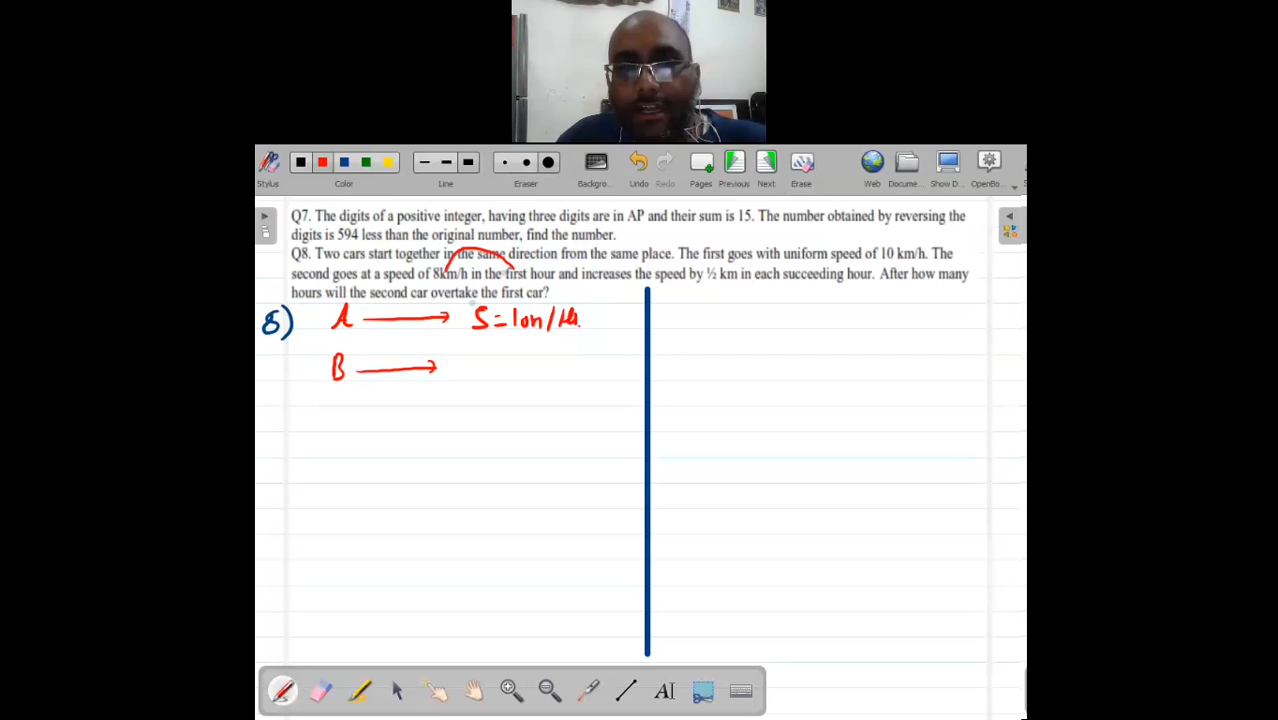 Stylus
Color
Line
Eraser
Backgro...
Undo
Redo
Pages
Previous
Next
Erase
Web
Docume...
Show D...
OpenBo...
Q7. The digits of a positive integer, having three digits are in AP and their sum is 15. The number obtained by reversing the
digits is 594 less than the original number, find the number.
Q8. Two cars start together in the same direction from the same place. The first goes with uniform speed of 10 km/h. The
second goes at a speed of 8km/h in the first hour and increases the speed by ½ km in each succeeding hour. After how many
hours will the second car overtake the first car?
8)
A
S=10
B
AI